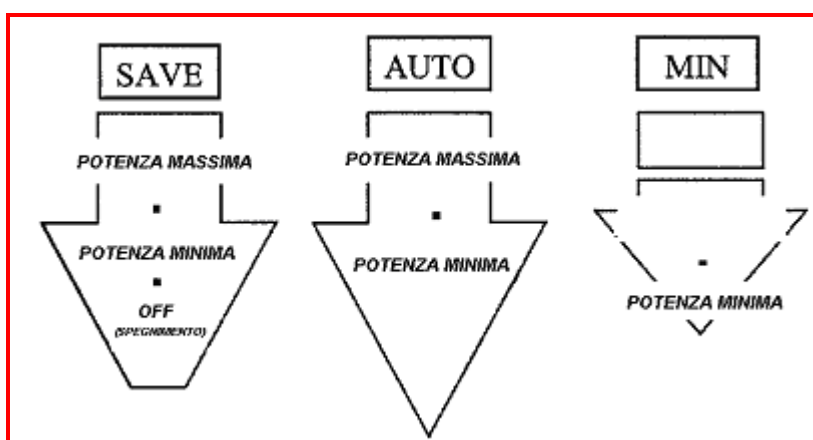 SAVE
POTENZA MASSIMA
POTENZA MINIMA
OFF
(SPEGNIMENTO)
AUTO
POTENZA MASSIMA
POTENZA MINIMA
MIN
POTENZA MINIMA